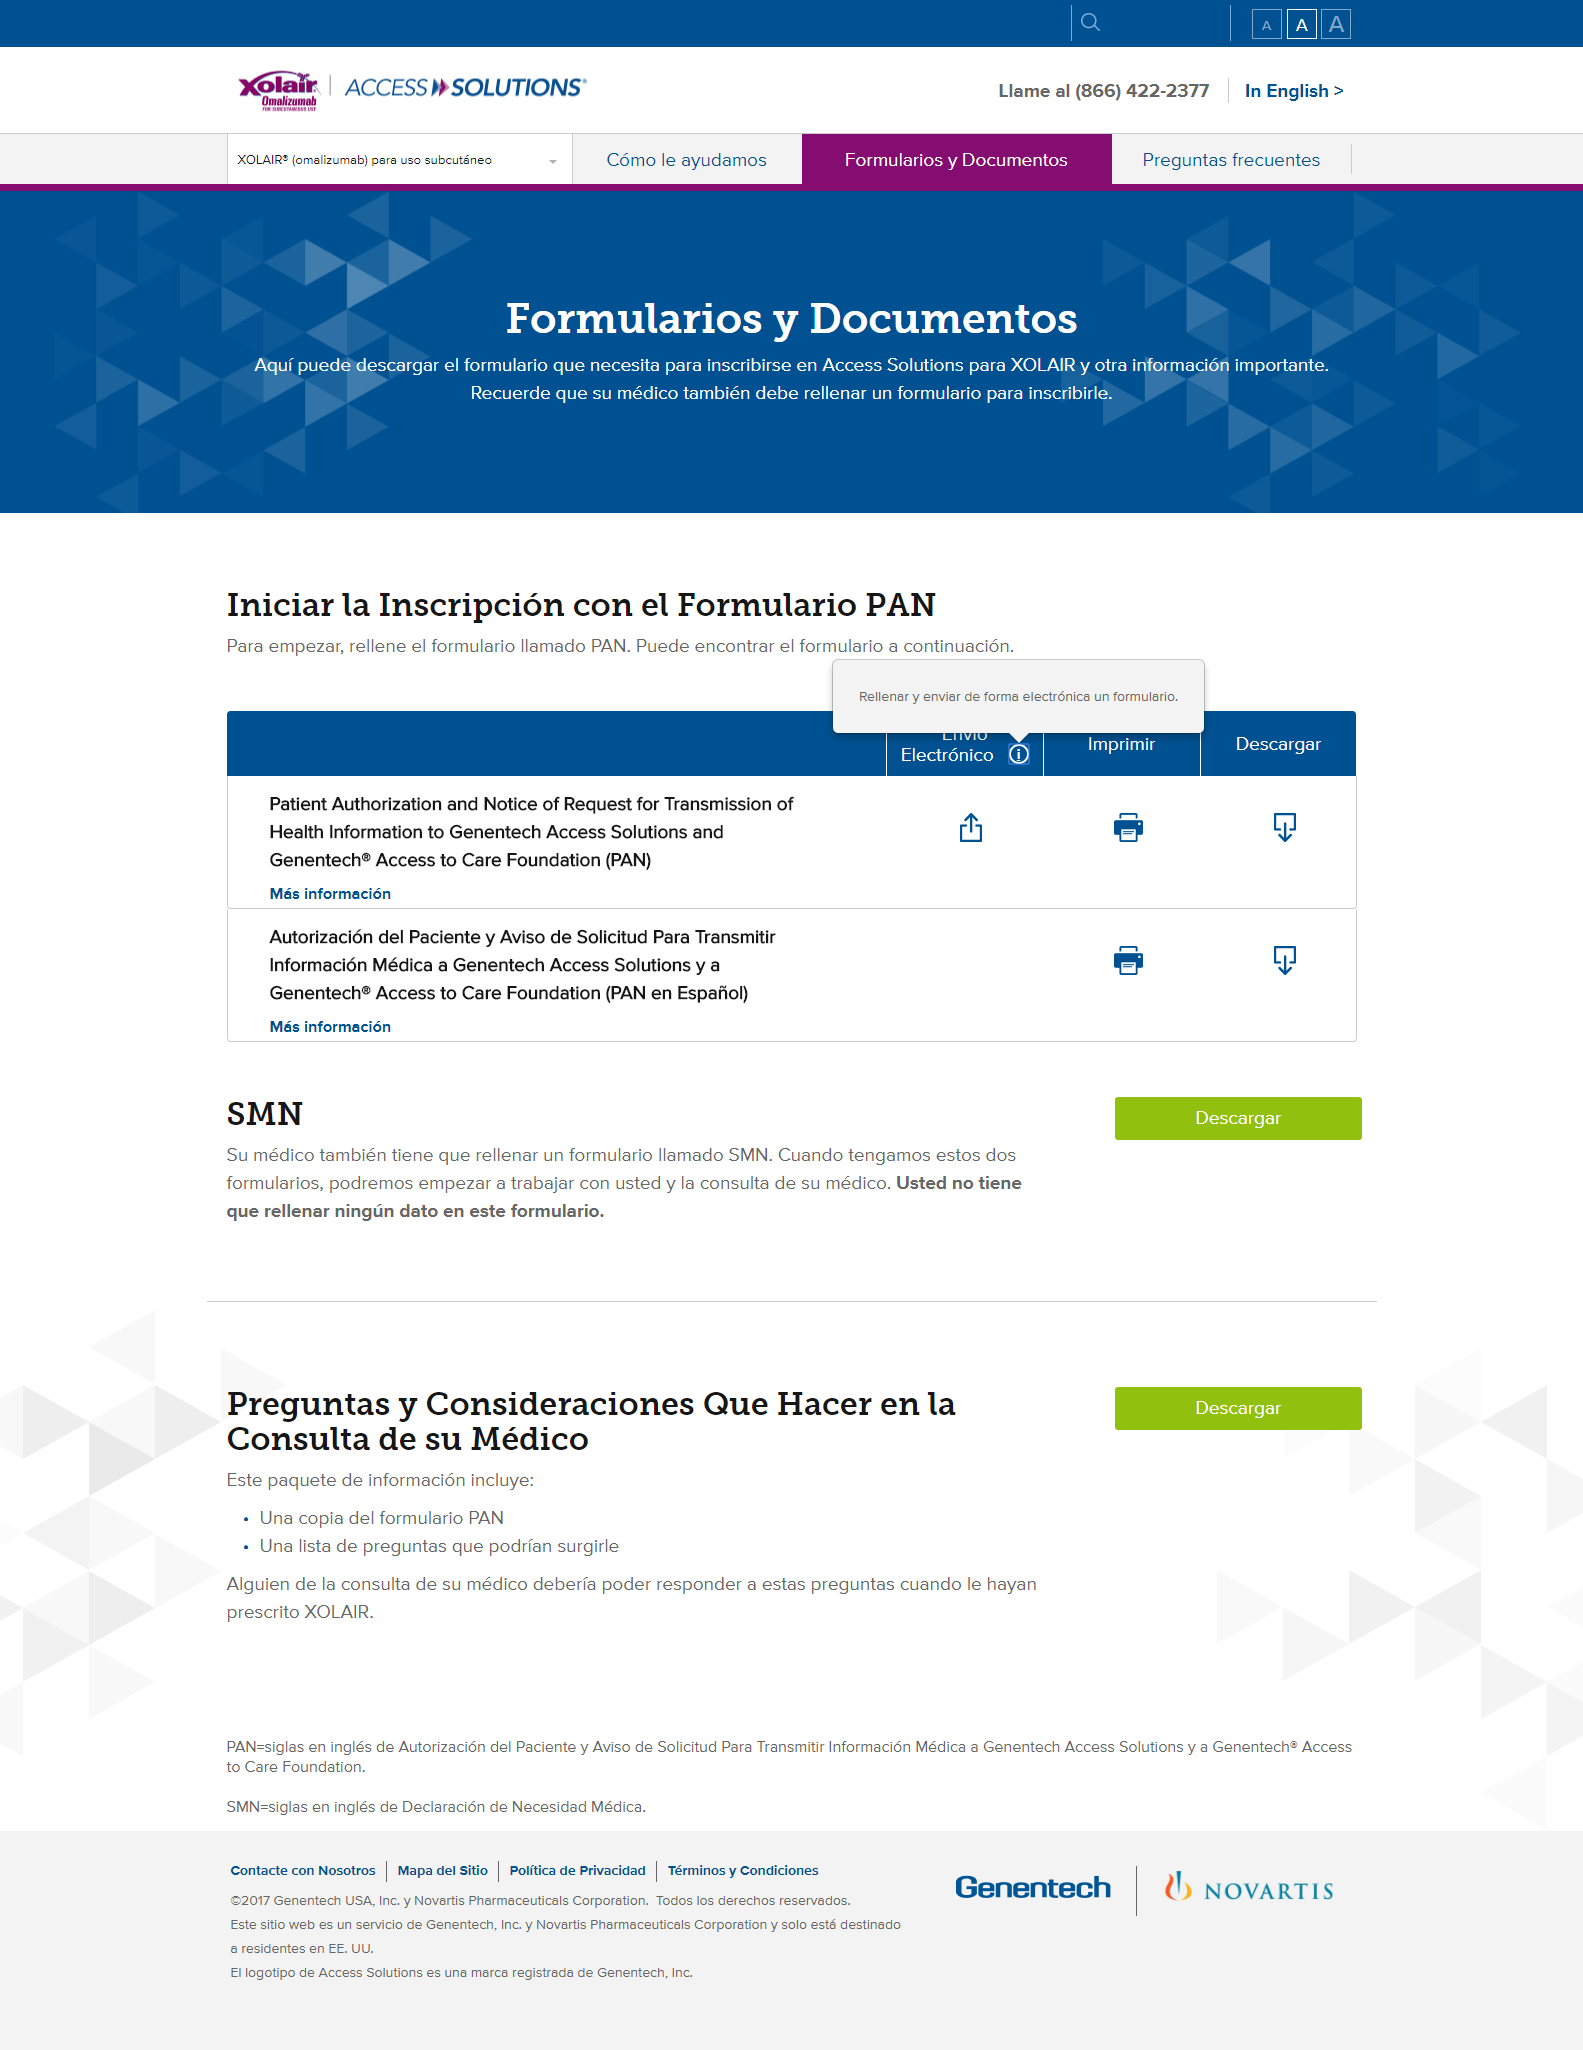 A A A
Xolair
Omalizumab
FOR SUBCUTANEOUS USE
ACCESS SOLUTIONS®
Llame al (866) 422-2377
In English >
XOLAIR® (omalizumab) para uso subcutáneo
Cómo le ayudamos
Formularios y Documentos
Preguntas frecuentes
Formularios y Documentos
Aquí puede descargar el formulario que necesita para inscribirse en Access Solutions para XOLAIR y otra información importante.
Recuerde que su médico también debe rellenar un formulario para inscribirle.
Iniciar la Inscripción con el Formulario PAN
Para empezar, rellene el formulario llamado PAN. Puede encontrar el formulario a continuación.
Rellenar y enviar de forma electrónica un formulario.
Envío
Electrónico
Imprimir
Descargar
Patient Authorization and Notice of Request for Transmission of
Health Information to Genentech Access Solutions and
Genentech® Access to Care Foundation (PAN)
Más información
Autorización del Paciente y Aviso de Solicitud Para Transmitir
Información Médica a Genentech Access Solutions y a
Genentech® Access to Care Foundation (PAN en Español)
Más información
SMN
Descargar
Su médico también tiene que rellenar un formulario llamado SMN. Cuando tengamos estos dos
formularios, podremos empezar a trabajar con usted y la consulta de su médico. Usted no tiene
que rellenar ningún dato en este formulario.
Preguntas y Consideraciones Que Hacer en la
Consulta de su Médico
Descargar
Este paquete de información incluye:
• Una copia del formulario PAN
• Una lista de preguntas que podrían surgirle
Alguien de la consulta de su médico debería poder responder a estas preguntas cuando le hayan
prescrito XOLAIR.
PAN=siglas en inglés de Autorización del Paciente y Aviso de Solicitud Para Transmitir Información Médica a Genentech Access Solutions y a Genentech® Access
to Care Foundation.
SMN=siglas en inglés de Declaración de Necesidad Médica.
Contacte con Nosotros
Mapa del Sitio
Política de Privacidad
Términos y Condiciones
©2017 Genentech USA, Inc. y Novartis Pharmaceuticals Corporation. Todos los derechos reservados.
Este sitio web es un servicio de Genentech, Inc. y Novartis Pharmaceuticals Corporation y solo está destinado
a residentes en EE. UU.
El logotipo de Access Solutions es una marca registrada de Genentech, Inc.
Genentech
NOVARTIS